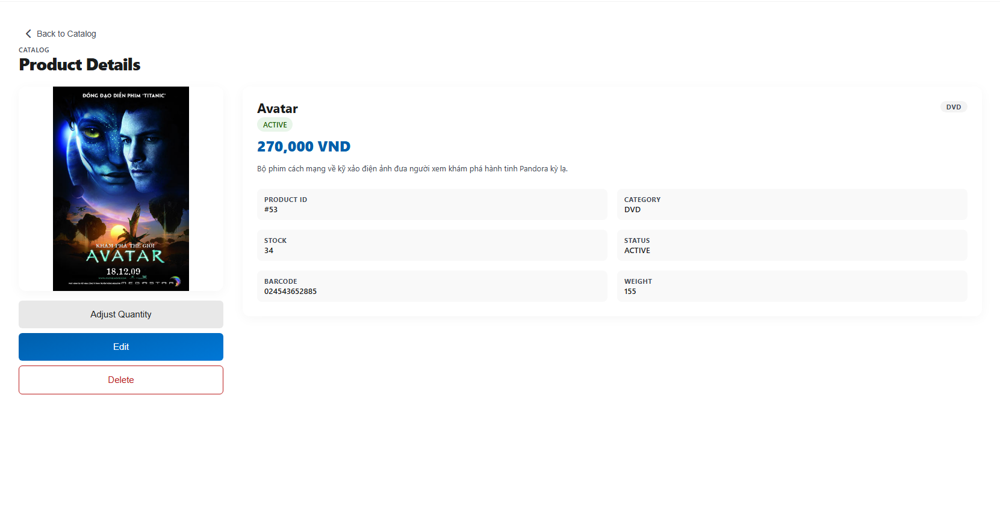 Back to Catalog
CATALOG
Product Details
ĐÔNG ĐẠO DIỄN PHIM 'TITANIC'
KHÁM PHÁ THẾ GIỚI
AVATAR
18.12.09
MEGASTAR
Adjust Quantity
Edit
Delete
Avatar
DVD
ACTIVE
270,000 VND
Bộ phim cách mạng về kỹ xảo điện ảnh đưa người xem khám phá hành tinh Pandora kỳ lạ.
PRODUCT ID
#53
CATEGORY
DVD
STOCK
34
STATUS
ACTIVE
BARCODE
024543652885
WEIGHT
155